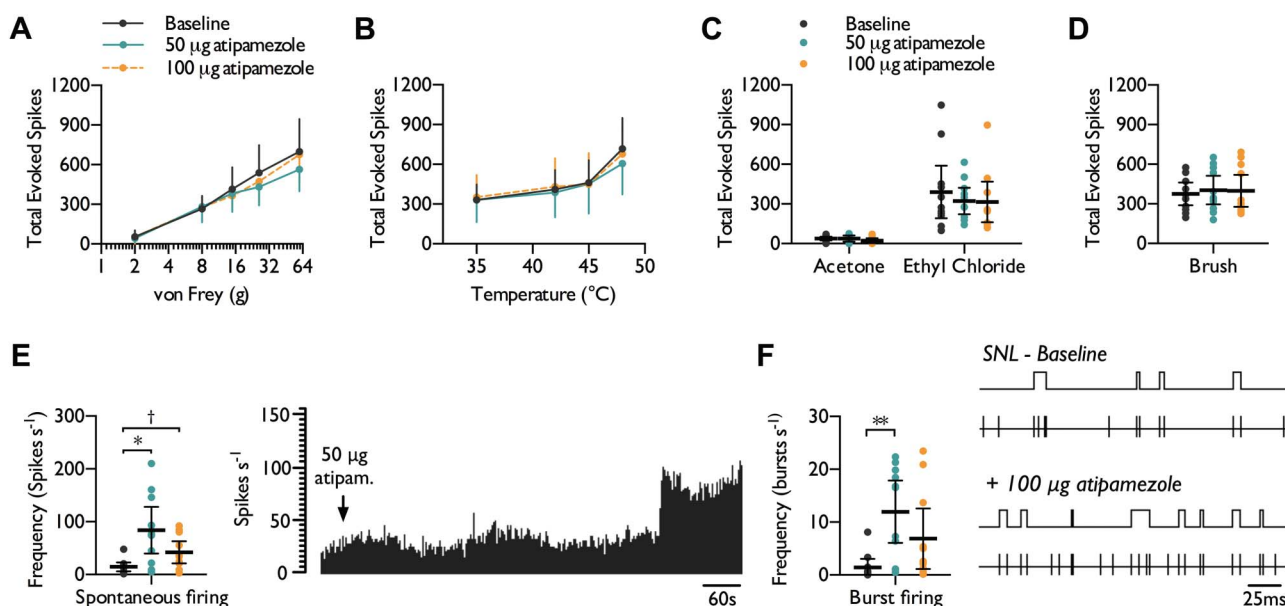 A
Baseline
50 µg atipamezole
100 µg atipamezole
Total Evoked Spikes
1200
900
600
300
0
1 2 4 8 16 32 64
von Frey (g)
B
Total Evoked Spikes
1200
900
600
300
0
35 40 45 50
Temperature (°C)
C
Baseline
50 µg atipamezole
100 µg atipamezole
Total Evoked Spikes
1200
900
600
300
0
Acetone Ethyl Chloride
D
Total Evoked Spikes
1200
900
600
300
0
Brush
E
Frequency (Spikes s⁻¹)
300
200
100
0
†
*
Spontaneous firing
Spikes s⁻¹
150
100
50
0
50 µg
atipam.
60s
F
Frequency (bursts s⁻¹)
30
20
10
0
**
Burst firing
SNL - Baseline
+ 100 µg atipamezole
25ms